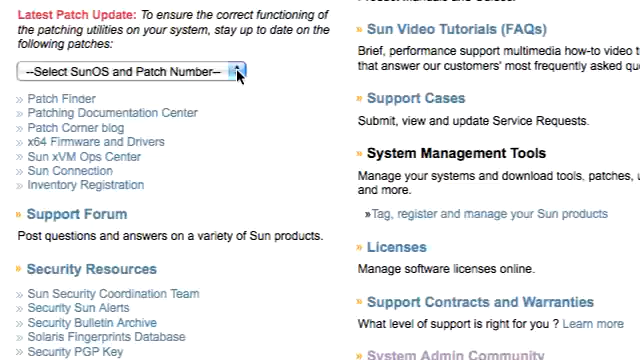 Latest Patch Update: To ensure the correct functioning of
the patching utilities on your system, stay up to date on the
following patches:
--Select SunOS and Patch Number--
» Patch Finder
» Patching Documentation Center
» Patch Corner blog
» x64 Firmware and Drivers
» Sun xVM Ops Center
» Sun Connection
» Inventory Registration
» Support Forum
Post questions and answers on a variety of Sun products.
» Security Resources
» Sun Security Coordination Team
» Security Sun Alerts
» Security Bulletin Archive
» Solaris Fingerprints Database
» Security PGP Key
» Sun Video Tutorials (FAQs)
Brief, performance support multimedia how-to video t
that answer our customers' most frequently asked qu
» Support Cases
Submit, view and update Service Requests.
» System Management Tools
Manage your systems and download tools, patches, u
and more.
»Tag, register and manage your Sun products
» Licenses
Manage software licenses online.
» Support Contracts and Warranties
What level of support is right for you ? Learn more
» System Admin Community